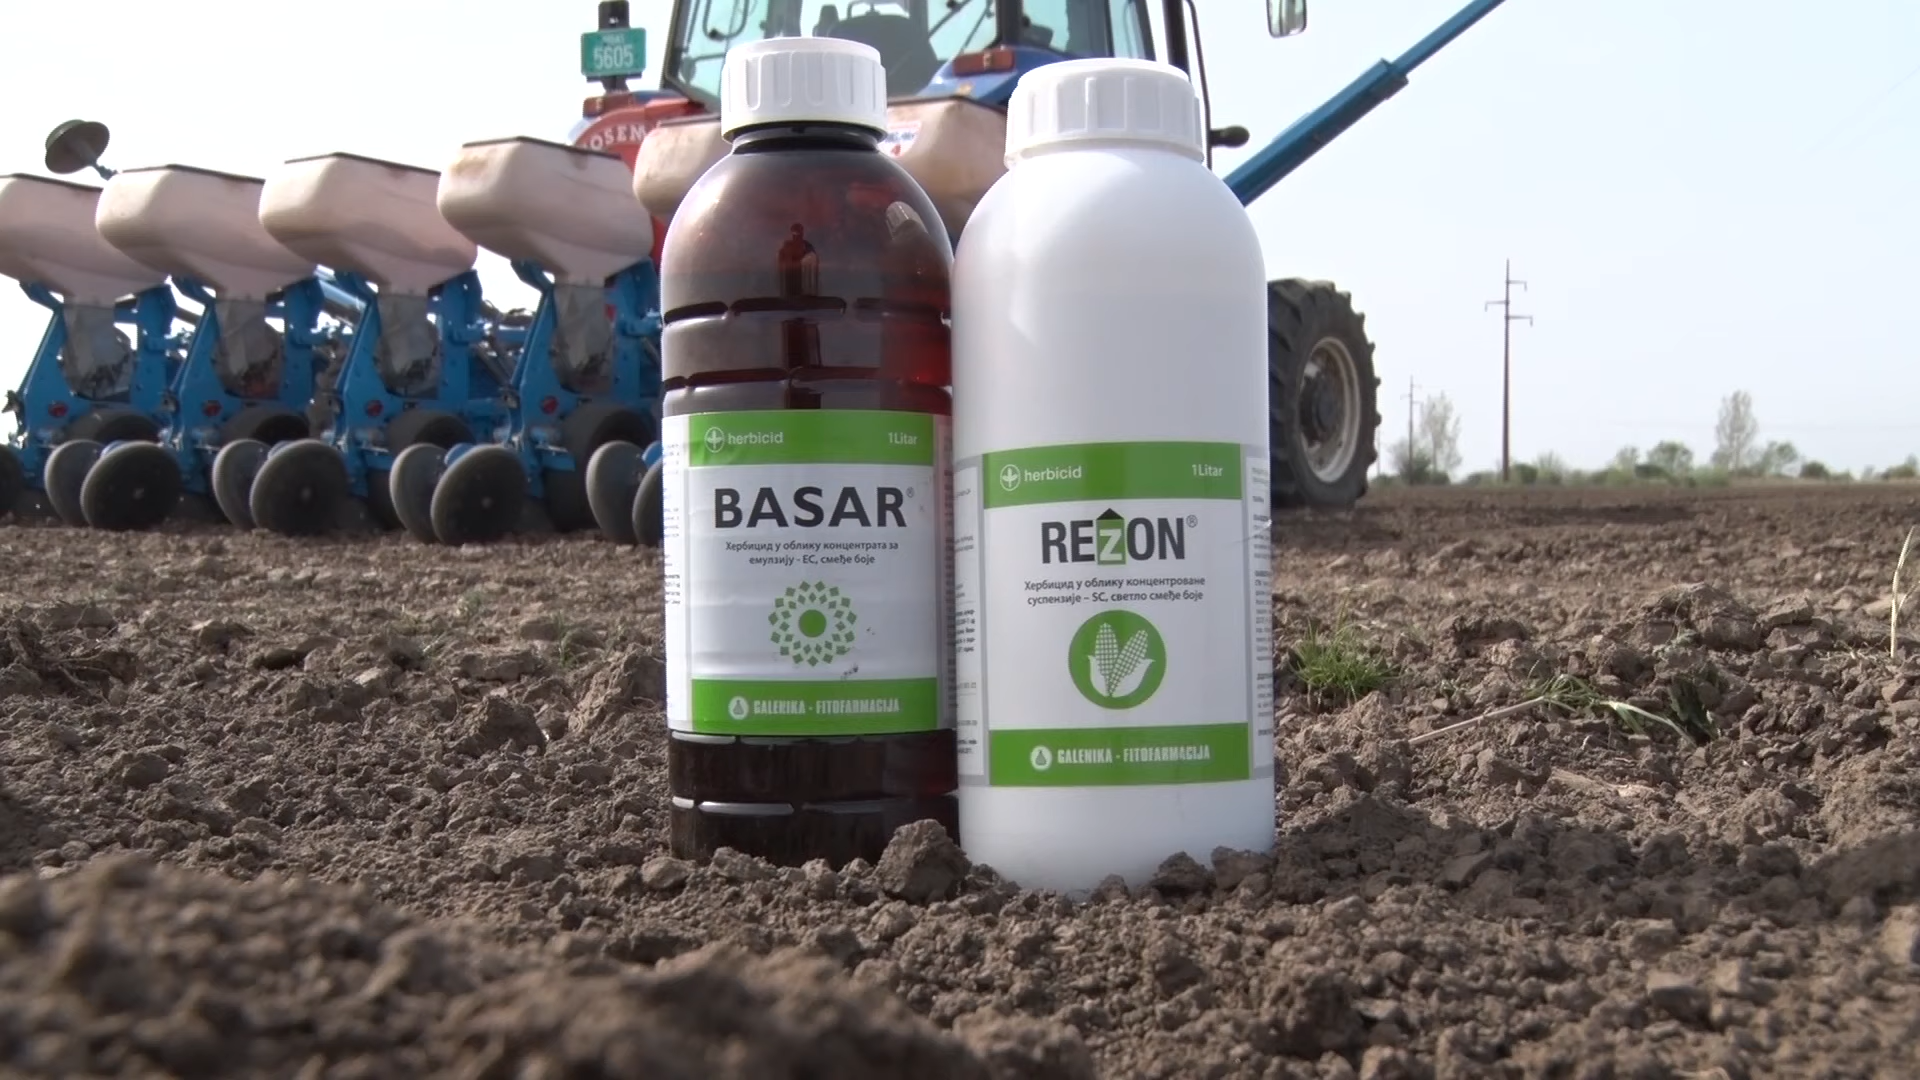 5605
OSEM
herbicid 1Litar
BASAR®
Хербицид у облику концентрата за
емулзију - ЕС, смеђе боје
GALENIKA - FITOFARMACIJA
herbicid 1Litar
REZON®
Хербицид у облику концентроване
суспензије – SC, светло смеђе боје
GALENIKA - FITOFARMACIJA